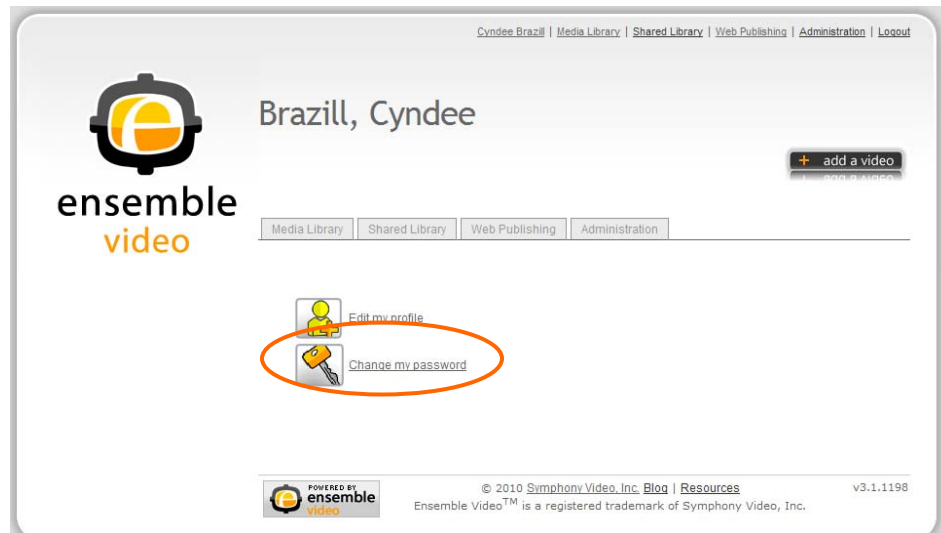 Cyndee Brazill | Media Library | Shared Library | Web Publishing | Administration | Logout
Brazill, Cyndee
+ add a video
ensemble
video
Media Library Shared Library Web Publishing Administration
Edit my profile
Change my password
POWERED BY
ensemble
video
© 2010 Symphony Video, Inc. Blog | Resources v3.1.1198
Ensemble Video™ is a registered trademark of Symphony Video, Inc.